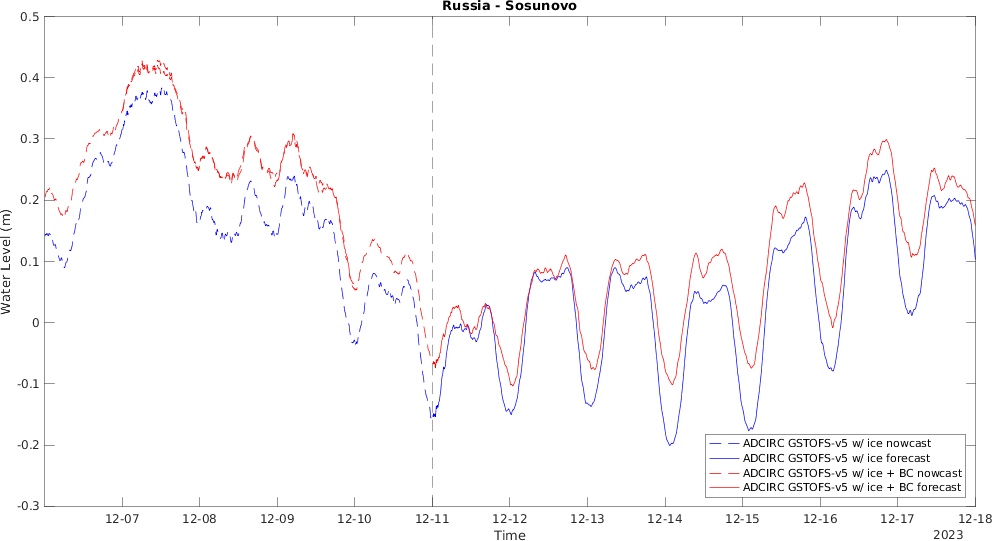 Russia - Sosunovo
0.5
0.4
0.3
0.2
0.1
0
-0.1
-0.2
-0.3
Water Level (m)
ADCIRC GSTOFS-v5 w/ ice nowcast
ADCIRC GSTOFS-v5 w/ ice forecast
ADCIRC GSTOFS-v5 w/ ice + BC nowcast
ADCIRC GSTOFS-v5 w/ ice + BC forecast
12-07 12-08 12-09 12-10 12-11 12-12 12-13 12-14 12-15 12-16 12-17 12-18
Time
2023